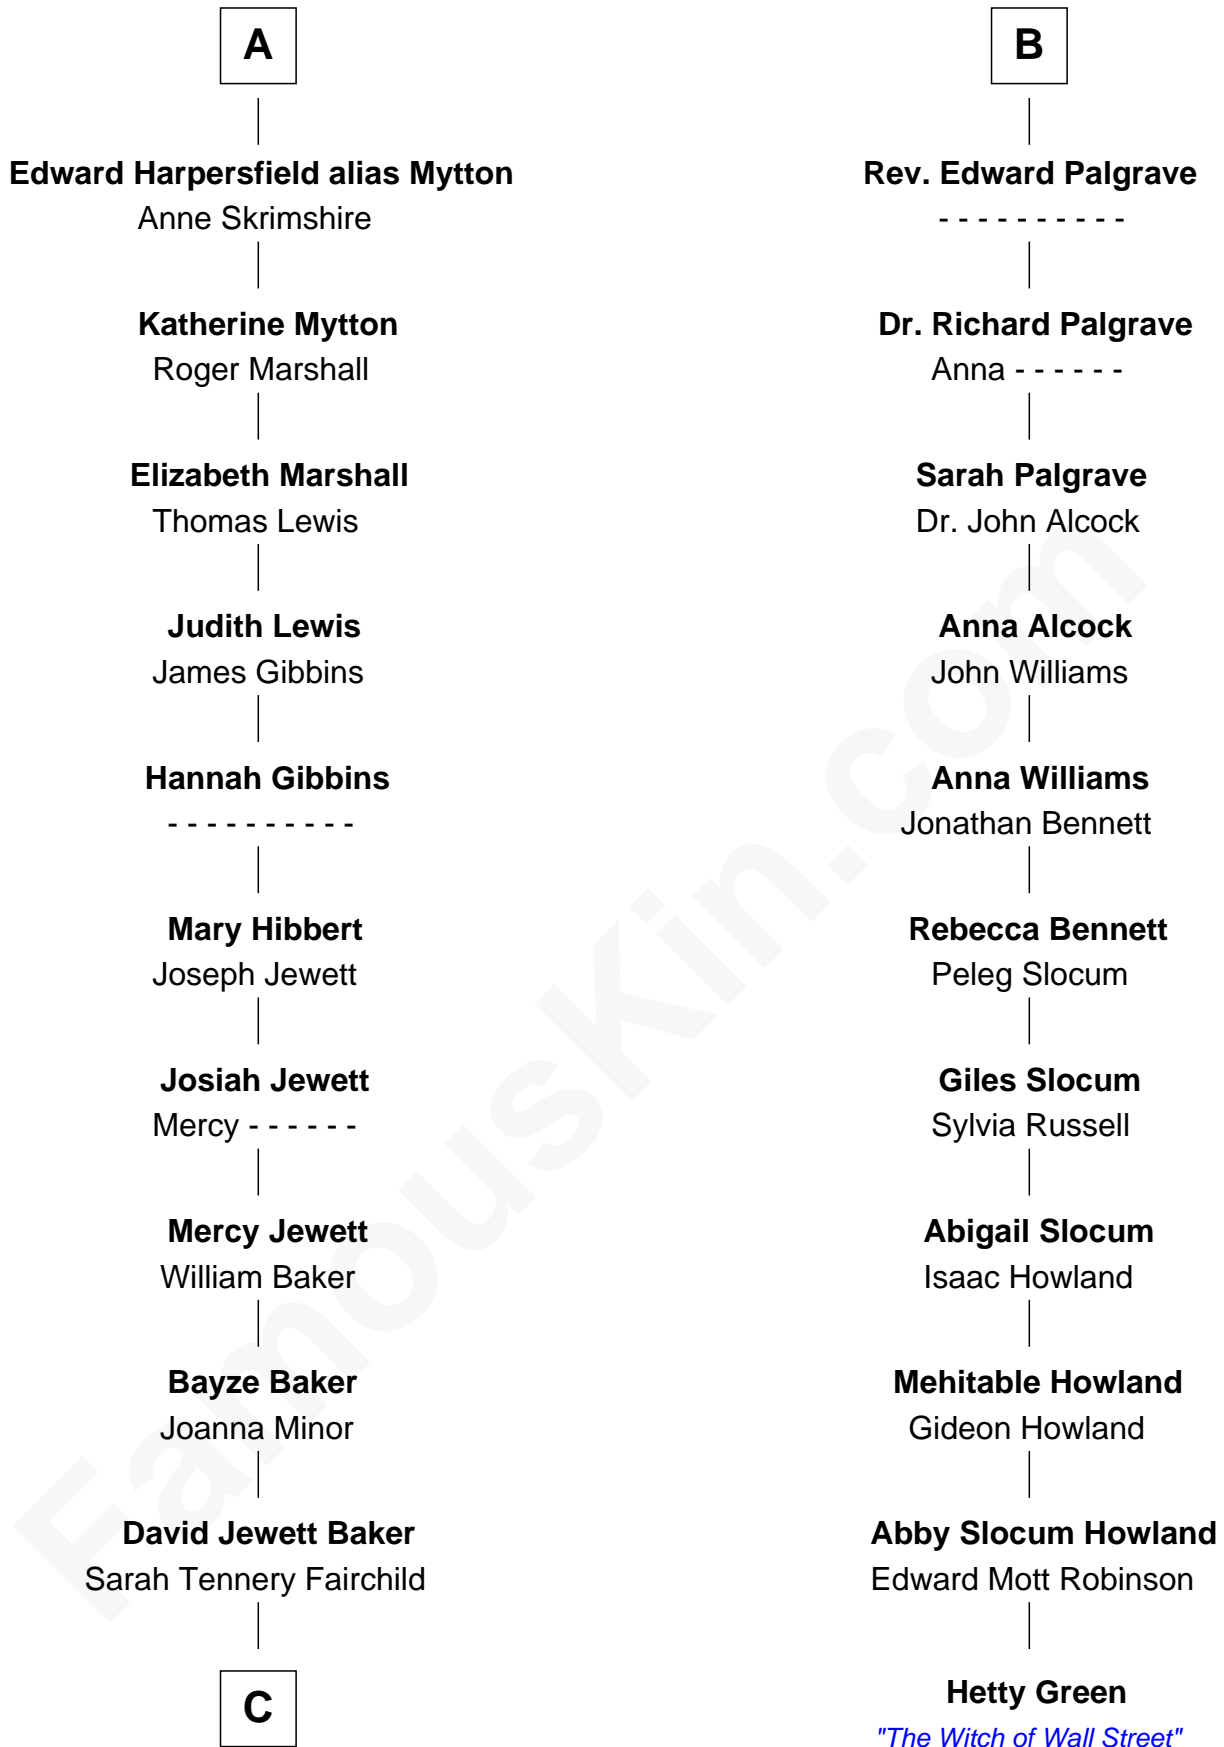 A
Edward Harpersfield alias Mytton
Anne Skrimshire
Katherine Mytton
Roger Marshall
Elizabeth Marshall
Thomas Lewis
Judith Lewis
James Gibbins
Hannah Gibbins
- - - - - - - - - -
Mary Hibbert
Joseph Jewett
Josiah Jewett
Mercy - - - - - -
Mercy Jewett
William Baker
Bayze Baker
Joanna Minor
David Jewett Baker
Sarah Tennery Fairchild
C
B
Rev. Edward Palgrave
- - - - - - - - - -
Dr. Richard Palgrave
Anna - - - - - -
Sarah Palgrave
Dr. John Alcock
Anna Alcock
John Williams
Anna Williams
Jonathan Bennett
Rebecca Bennett
Peleg Slocum
Giles Slocum
Sylvia Russell
Abigail Slocum
Isaac Howland
Mehitable Howland
Gideon Howland
Abby Slocum Howland
Edward Mott Robinson
Hetty Green
"The Witch of Wall Street"
FamousKin.com